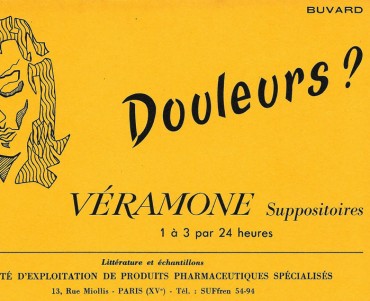 BUVARD
Douleurs ?
VÉRAMONE Suppositoires
1 à 3 par 24 heures
Littérature et échantillons
TÉ D'EXPLOITATION DE PRODUITS PHARMACEUTIQUES SPÉCIALISÉS
13, Rue Miollis - PARIS (XVe) - Tél. : SUFfren 54-94